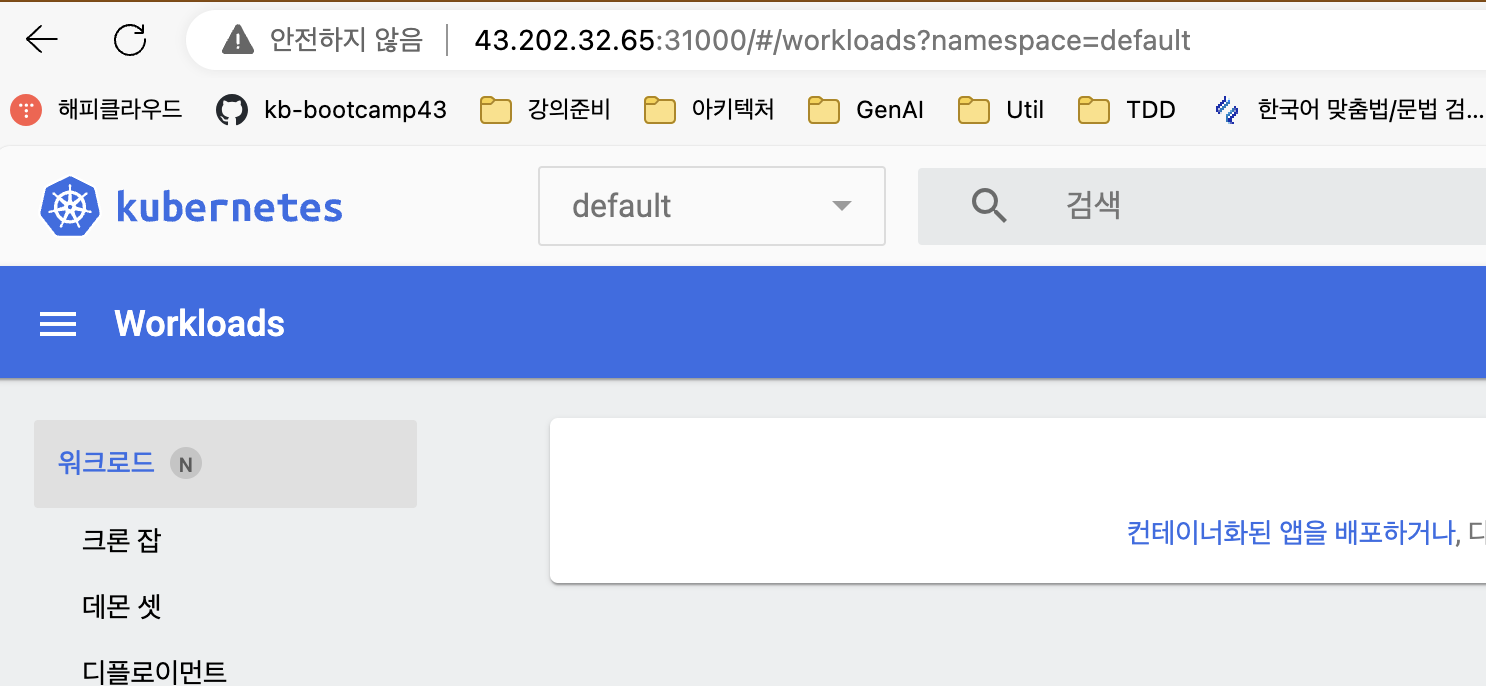 안전하지 않음 43.202.32.65:31000/#/workloads?namespace=default
해피클라우드 kb-bootcamp43 강의준비 아키텍처 GenAI Util TDD 한국어 맞춤법/문법 검...
kubernetes default 검색
Workloads
워크로드 N
컨테이너화된 앱을 배포하거나, 다
크론 잡
데몬 셋
디플로이먼트